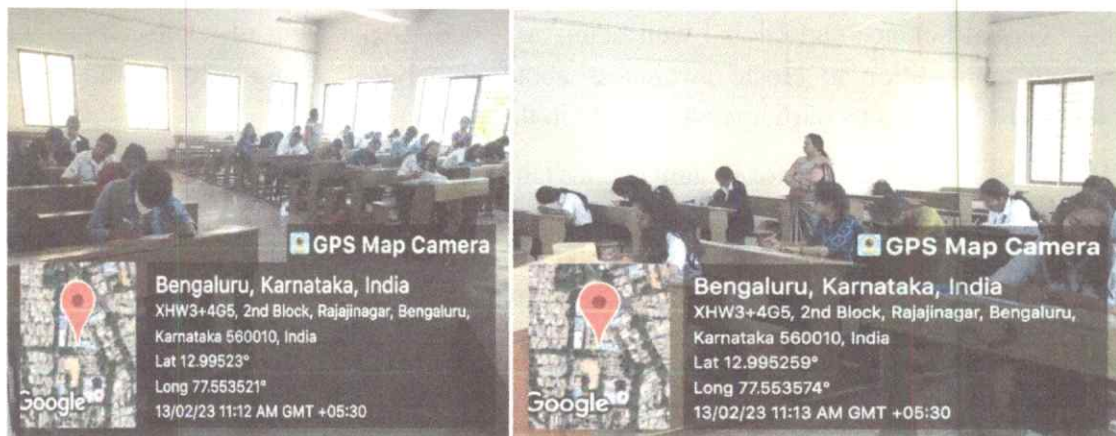 GPS Map Camera
Bengaluru, Karnataka, India
XHW3+4G5, 2nd Block, Rajajinagar, Bengaluru,
Karnataka 560010, India
Lat 12.99523°
Long 77.553521°
13/02/23 11:12 AM GMT +05:30
Google
GPS Map Camera
Bengaluru, Karnataka, India
XHW3+4G5, 2nd Block, Rajajinagar, Bengaluru,
Karnataka 560010, India
Lat 12.995259°
Long 77.553574°
13/02/23 11:13 AM GMT +05:30
Google